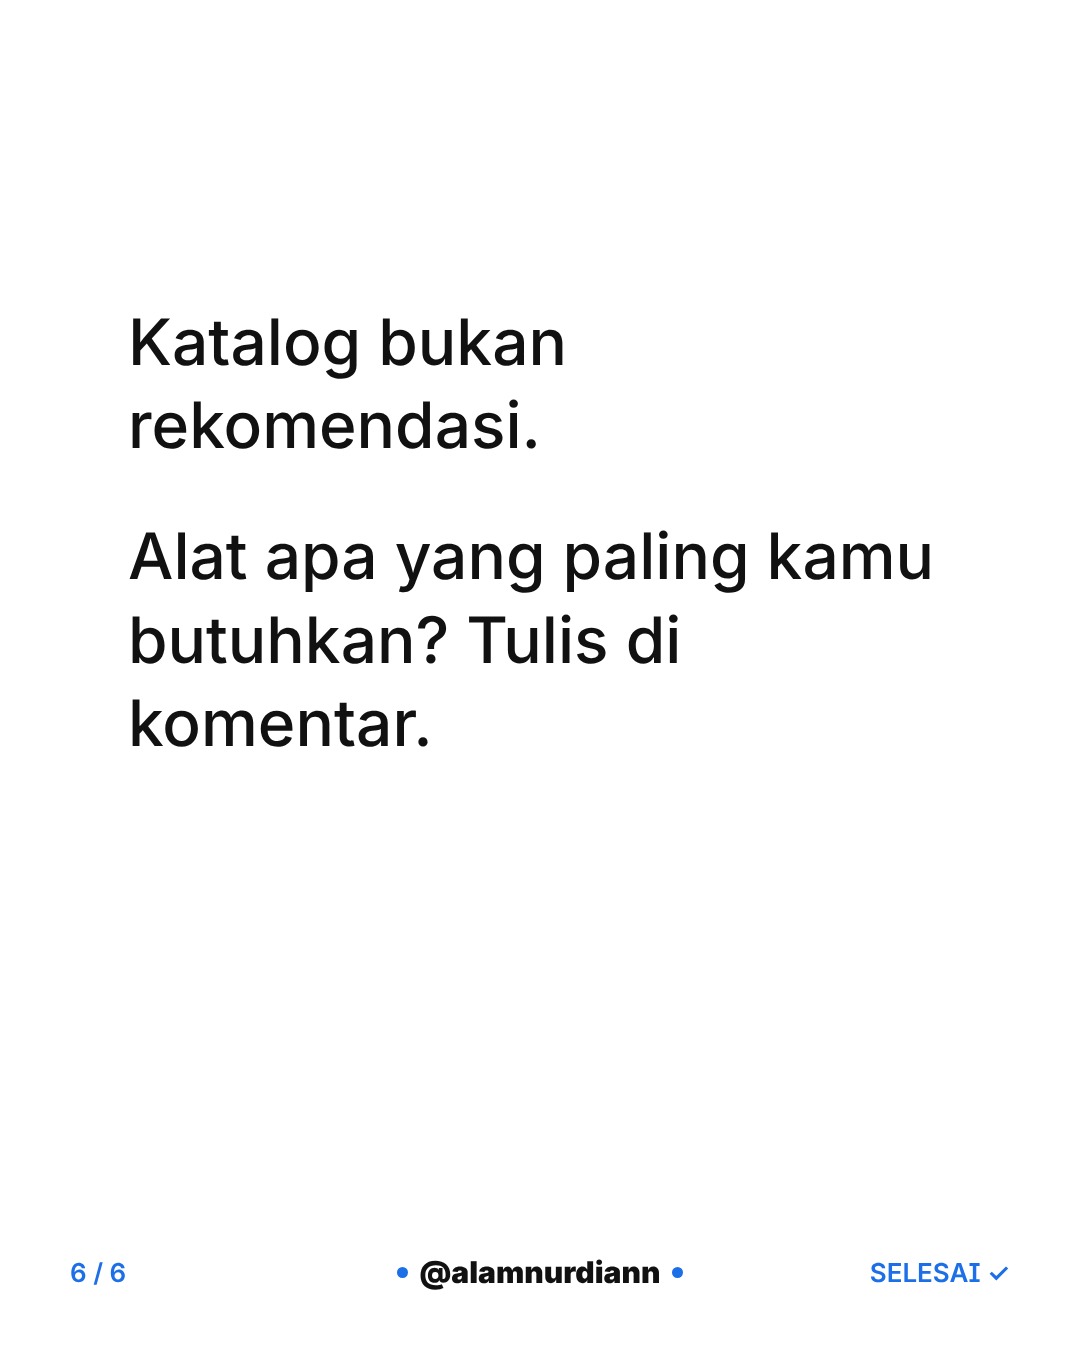 Katalog bukan
rekomendasi.
Alat apa yang paling kamu
butuhkan? Tulis di
komentar.
6 / 6
@alamnurdiann
SELESAI ✓